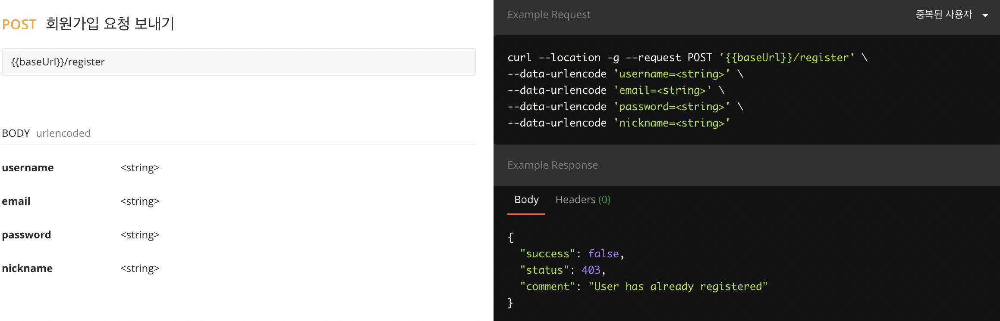 POST 회원가입 요청 보내기
{{baseUrl}}/register
BODY urlencoded
username <string>
email <string>
password <string>
nickname <string>
Example Request 중복된 사용자
curl --location -g --request POST '{{baseUrl}}/register' \
--data-urlencode 'username=<string>' \
--data-urlencode 'email=<string>' \
--data-urlencode 'password=<string>' \
--data-urlencode 'nickname=<string>'
Example Response
Body Headers (0)
{
  "success": false,
  "status": 403,
  "comment": "User has already registered"
}